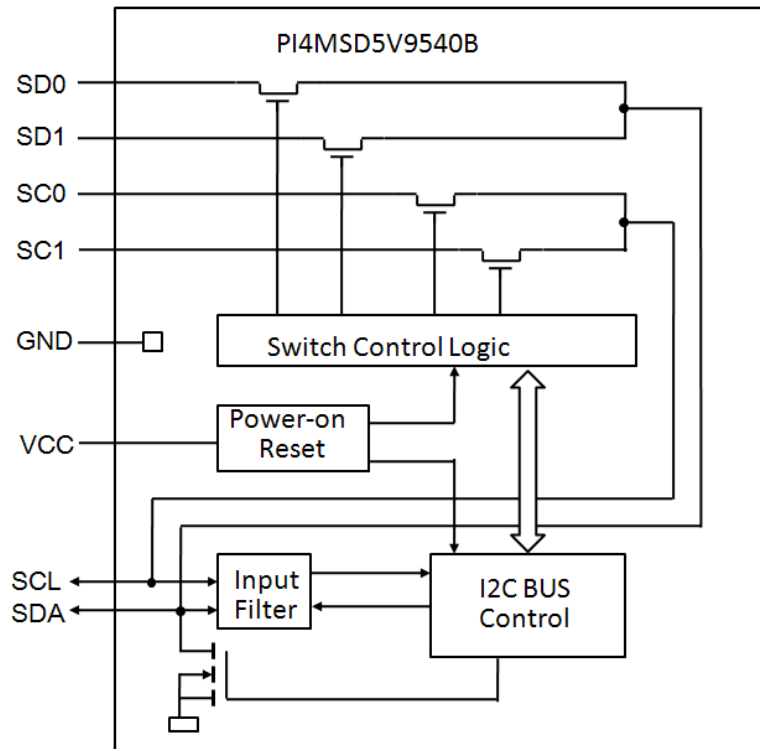 PI4MSD5V9540B
SD0
SD1
SC0
SC1
GND
Switch Control Logic
Power-on
Reset
VCC
SCL
SDA
Input
Filter
I2C BUS
Control